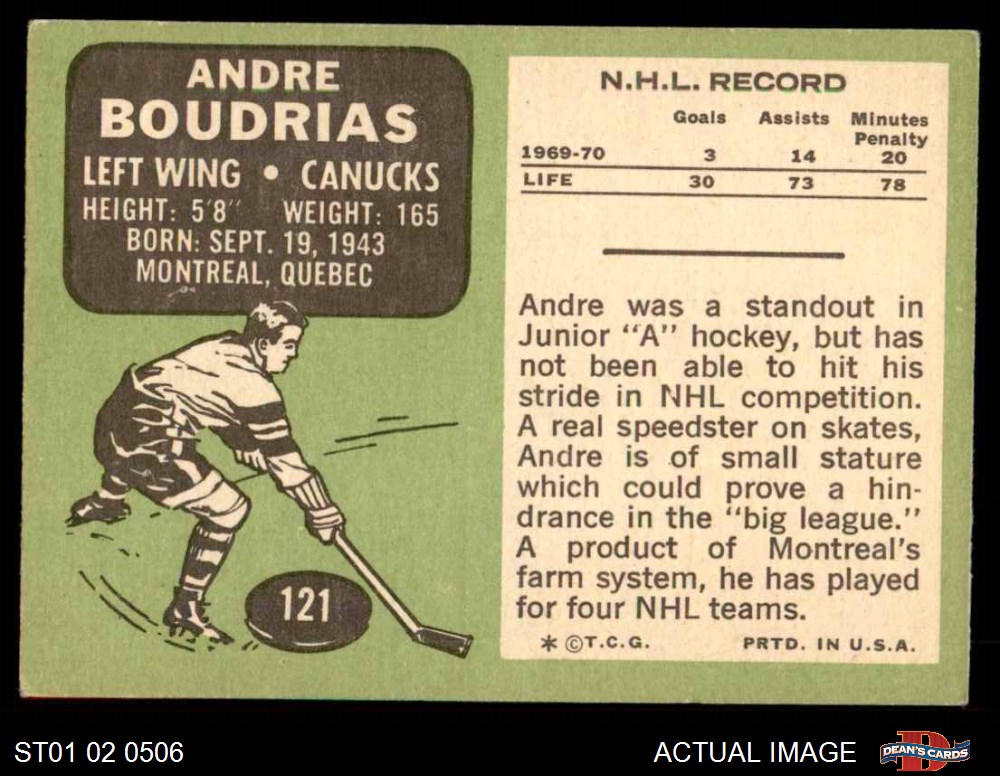 ANDRE
BOUDRIAS
LEFT WING • CANUCKS
HEIGHT: 5'8" WEIGHT: 165
BORN: SEPT. 19, 1943
MONTREAL, QUEBEC
121
N.H.L. RECORD
Goals Assists Minutes Penalty
1969-70 3 14 20
LIFE 30 73 78
Andre was a standout in
Junior "A" hockey, but has
not been able to hit his
stride in NHL competition.
A real speedster on skates,
Andre is of small stature
which could prove a hin-
drance in the "big league."
A product of Montreal's
farm system, he has played
for four NHL teams.
* ©T.C.G. PRTD. IN U.S.A.
ST01 02 0506 ACTUAL IMAGE D DEAN'S CARDS